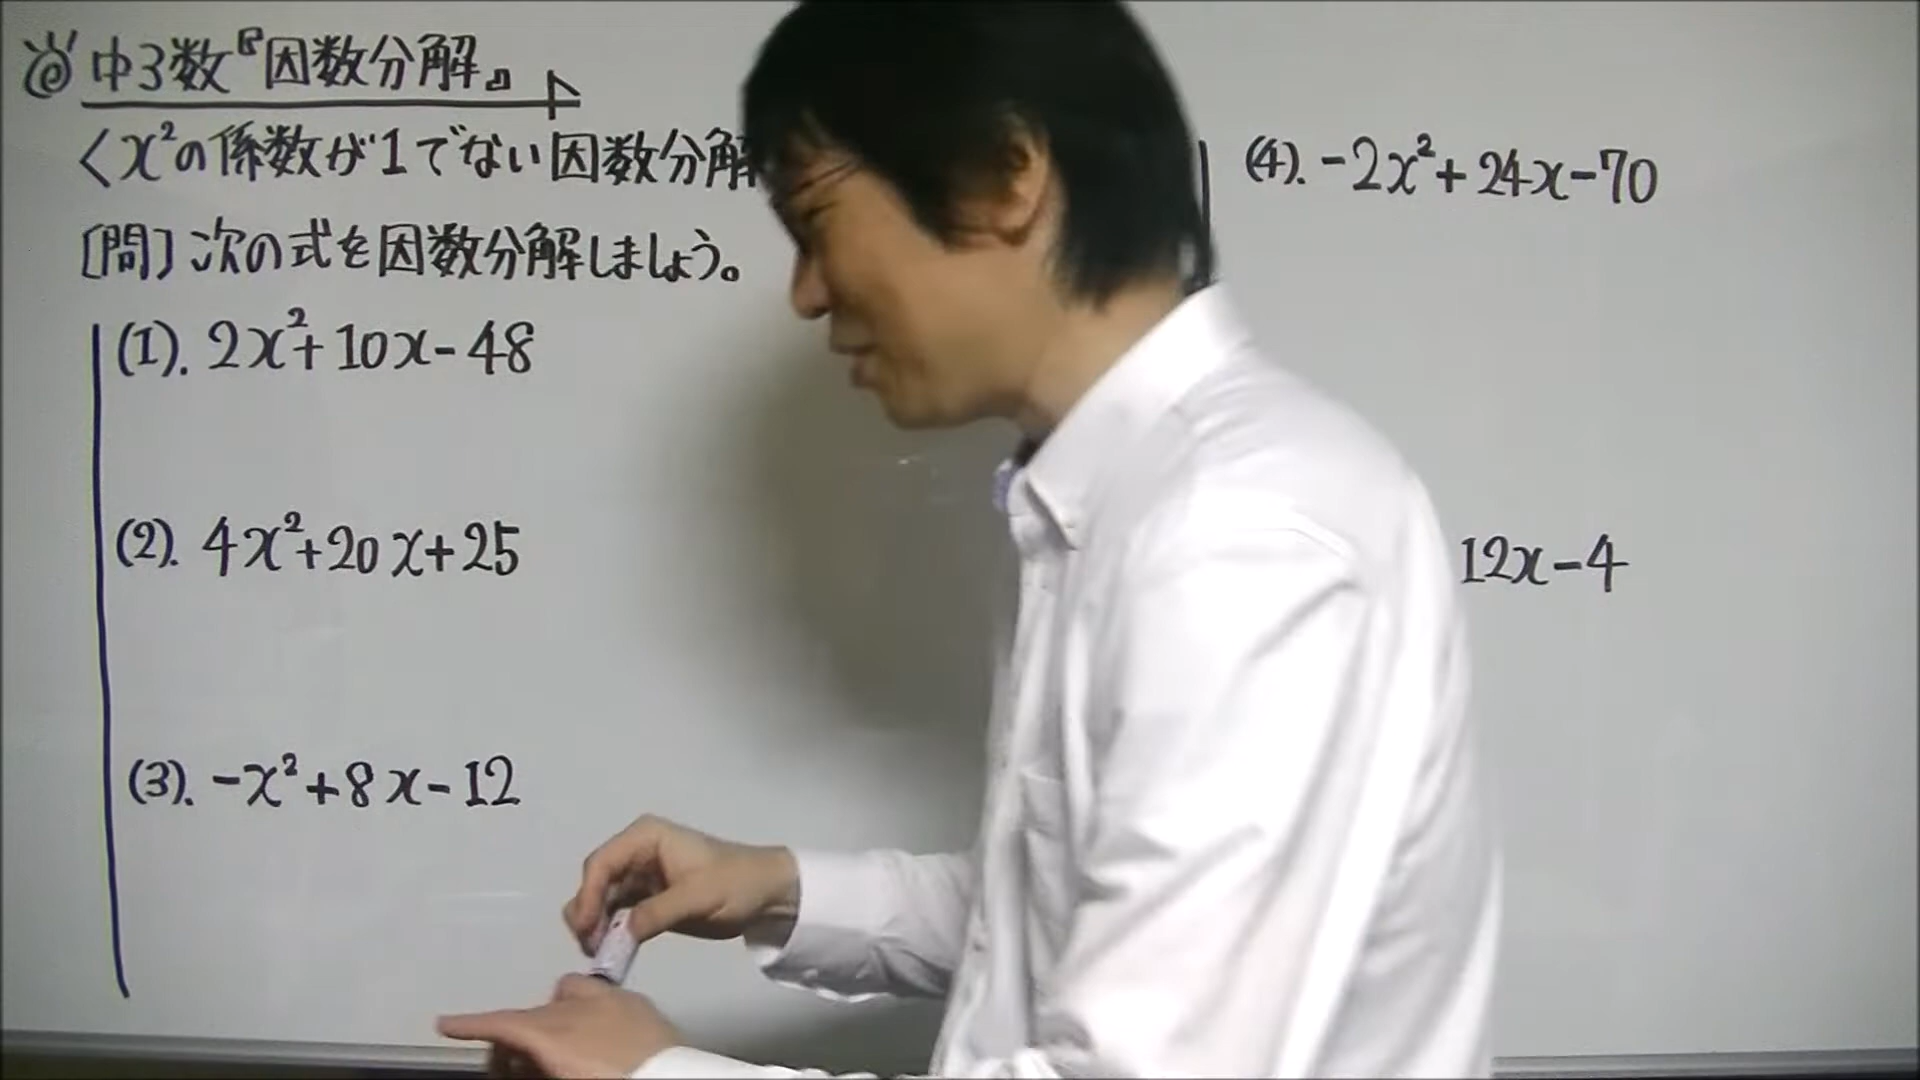 中3数『因数分解』
<x²の係数が1でない因数分解
[問]次の式を因数分解しましょう。
(1). 2x²+10x-48
(2). 4x²+20x+25
(3). -x²+8x-12
(4). -2x²+24x-70
12x-4